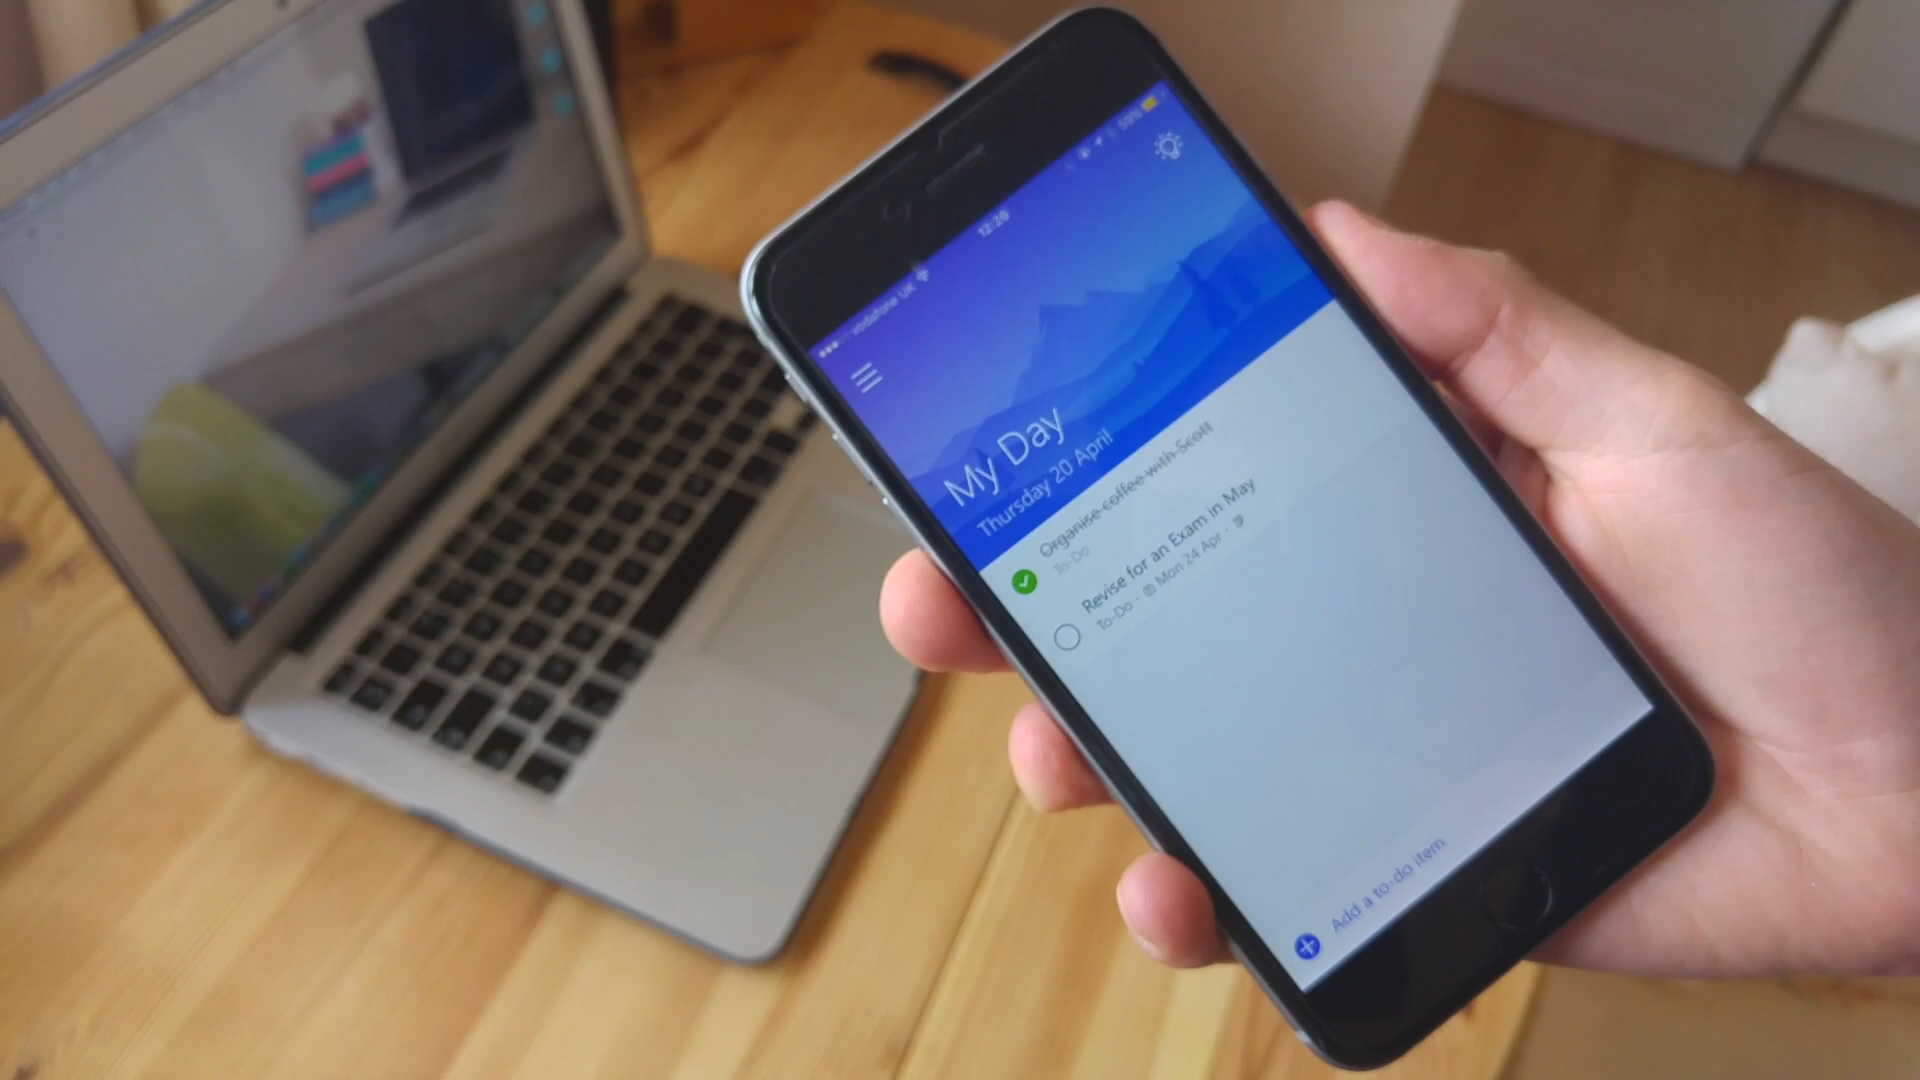 vodafone UK
12:26
59%
My Day
Thursday 20 April
Organise coffee with Scott
To-Do
Revise for an Exam in May
To-Do · Mon 24 Apr ·
Add a to-do item